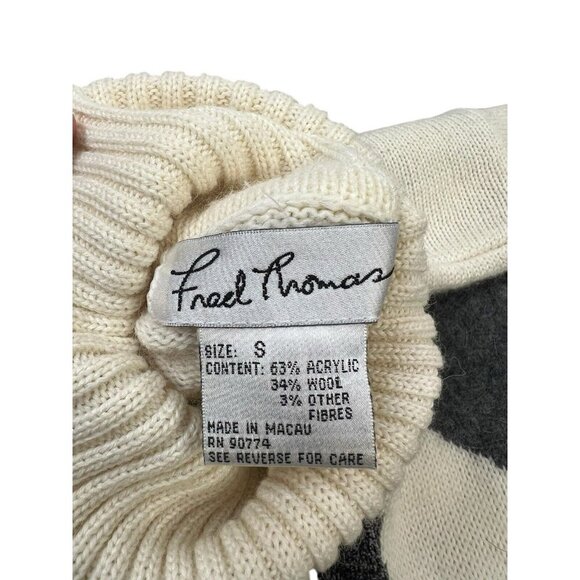 Fred Thomas
SIZE: S
CONTENT: 63% ACRYLIC
34% WOOL
3% OTHER
FIBRES
MADE IN MACAU
RN 90774
SEE REVERSE FOR CARE